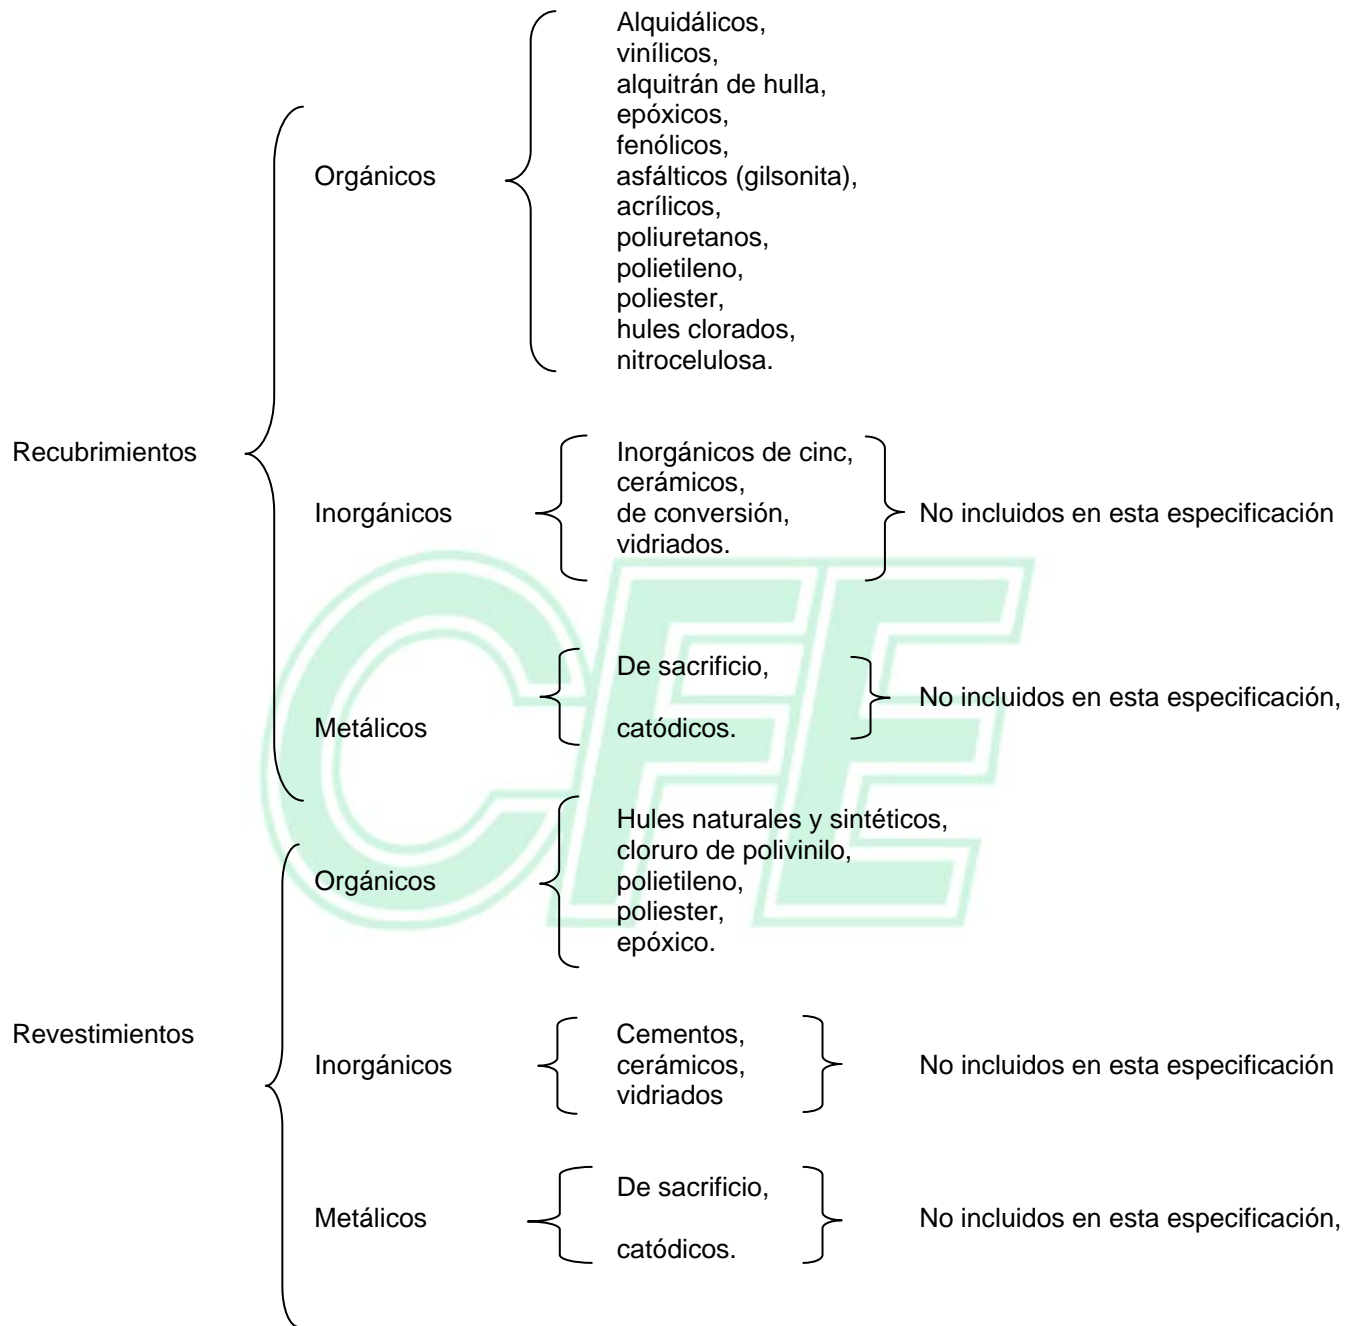 Alquidálicos,
vinílicos,
alquitrán de hulla,
epóxicos,
fenólicos,
Orgánicos asfálticos (gilsonita),
acrílicos,
poliuretanos,
polietileno,
poliester,
hules clorados,
nitrocelulosa.
Recubrimientos Inorgánicos de cinc,
cerámicos,
Inorgánicos de conversión, No incluidos en esta especificación
vidriados.
De sacrificio,
No incluidos en esta especificación,
Metálicos catódicos.
Hules naturales y sintéticos,
cloruro de polivinilo,
Orgánicos polietileno,
poliester,
epóxico.
Revestimientos Cementos,
Inorgánicos cerámicos, No incluidos en esta especificación
vidriados
De sacrificio,
Metálicos No incluidos en esta especificación,
catódicos.
CFE